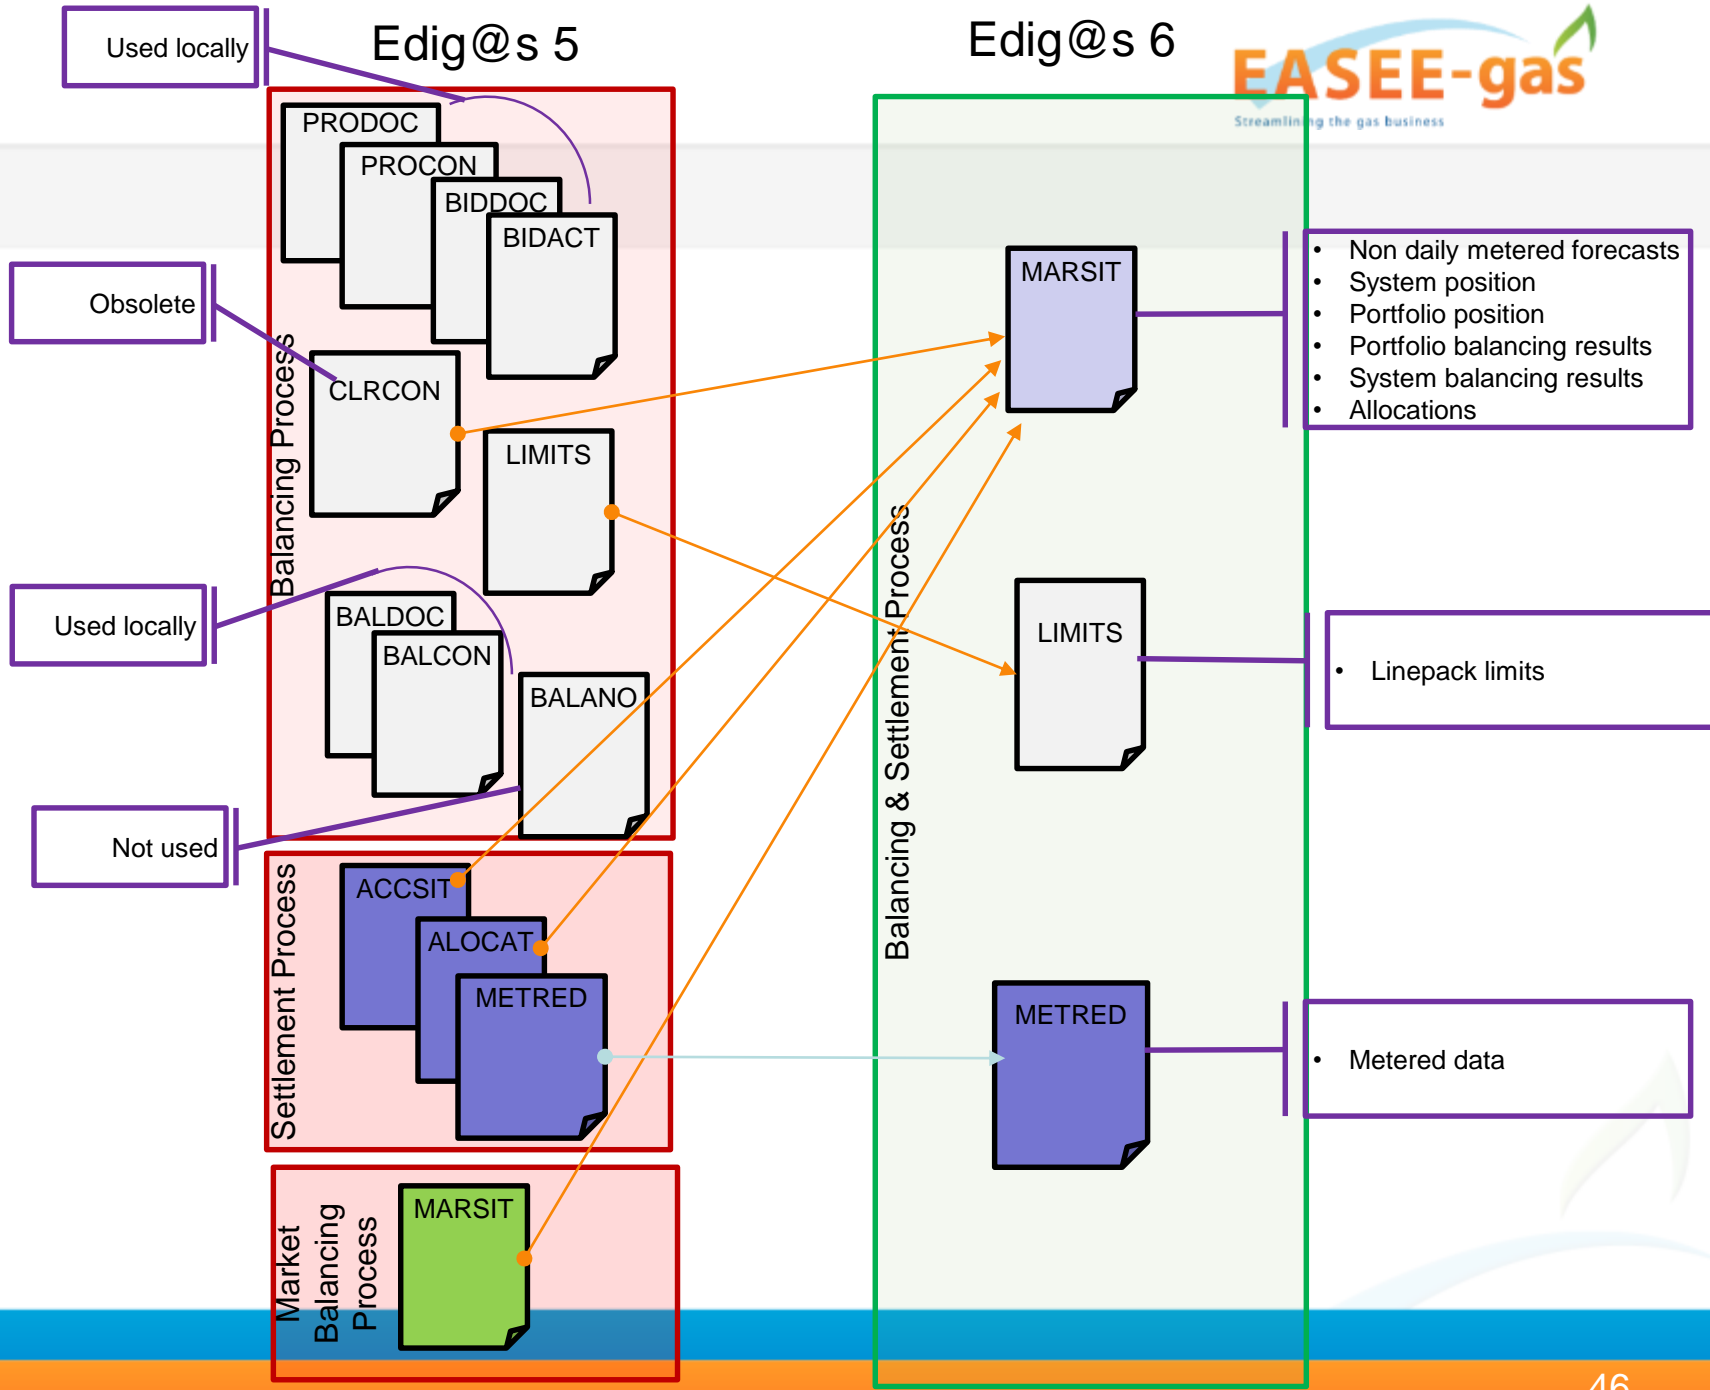 Used locally
Edig@s 5
Edig@s 6
EASEE-gas
Streamlining the gas business
PRODOC
PROCON
BIDDOC
BIDACT
Obsolete
CLRCON
LIMITS
Balancing Process
Used locally
BALDOC
BALCON
BALANO
Not used
ACCSIT
ALOCAT
METRED
Settlement Process
MARSIT
Market
Balancing
Process
Balancing & Settlement Process
MARSIT
• Non daily metered forecasts
• System position
• Portfolio position
• Portfolio balancing results
• System balancing results
• Allocations
LIMITS
• Linepack limits
METRED
• Metered data
46